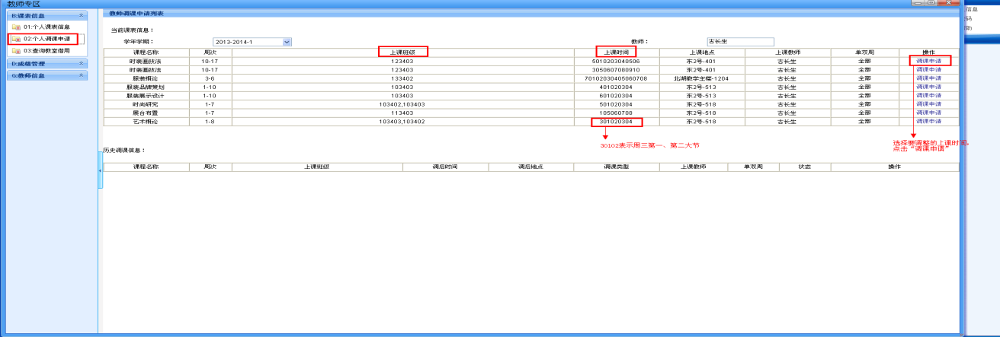 教师专区
B:课表信息
01:个人课表信息
02:个人调课申请
03:查询教室借用
D:成绩管理
G:教师信息
教师调课申请列表
当前课表信息：
学年学期： 2013-2014-1 教师： 古长生
课程名称 周次 上课班级 上课时间 上课地点 上课教师 单双周 操作
时装画技法 10-17 123403 5010203040506 东2号-401 古长生 全部 调课申请
时装画技法 10-17 123403 3050607080910 东2号-401 古长生 全部 调课申请
服装概论 3-6 133402 70102030405060708 北湖教学主楼-1204 古长生 全部 调课申请
服装品牌策划 1-10 103403 401020304 东2号-513 古长生 全部 调课申请
服装展示设计 1-10 103403 601020304 东2号-513 古长生 全部 调课申请
时尚研究 1-7 103402,103403 501020304 东2号-518 古长生 全部 调课申请
展台布置 1-7 113403 105060708 东2号-518 古长生 全部 调课申请
艺术概论 1-8 103403,103402 301020304 东2号-518 古长生 全部 调课申请
30102表示周三第一、第二大节
选择要调整的上课时间，
点击“调课申请”
历史调课信息：
课程名称 周次 上课班级 调后时间 调后地点 调课类型 上课教师 单双周 状态 操作
信息
码
助